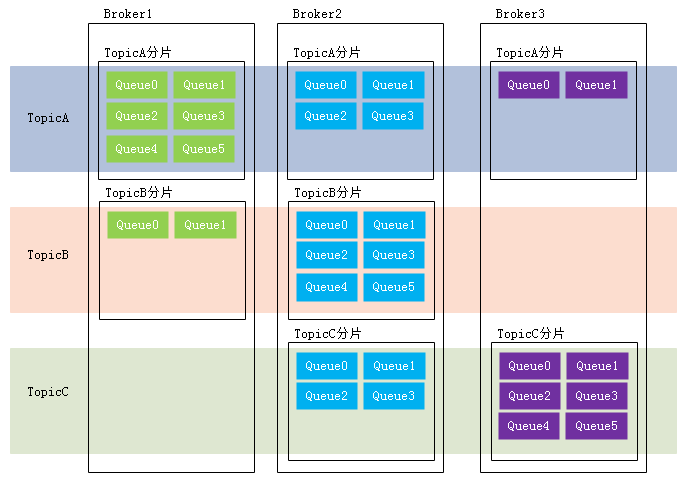 Broker1 Broker2 Broker3
TopicA分片 TopicA分片 TopicA分片
Queue0 Queue1 Queue0 Queue1 Queue0 Queue1
TopicA
Queue2 Queue3 Queue2 Queue3
Queue4 Queue5
TopicB分片 TopicB分片
Queue0 Queue1 Queue0 Queue1
TopicB
Queue2 Queue3
Queue4 Queue5
TopicC分片 TopicC分片
Queue0 Queue1 Queue0 Queue1
TopicC
Queue2 Queue3 Queue2 Queue3
Queue4 Queue5